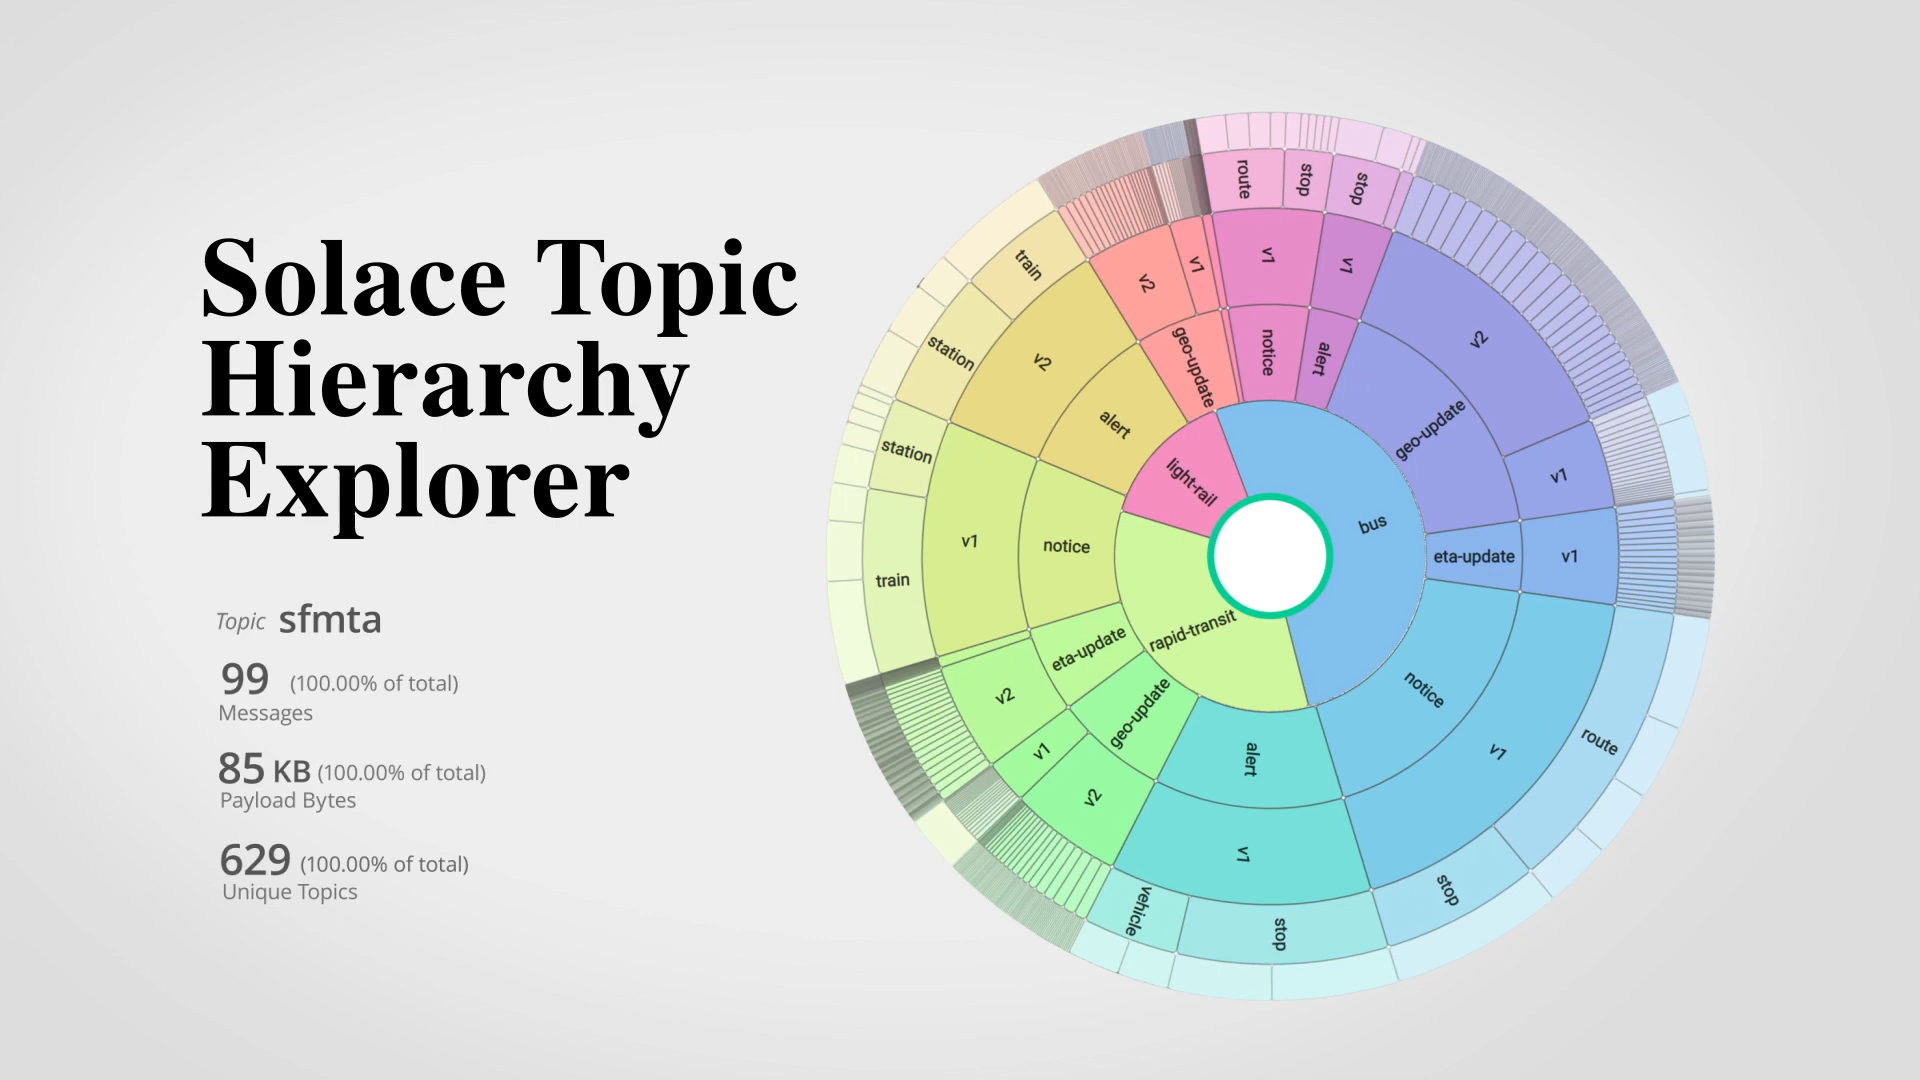 Solace Topic
Hierarchy
Explorer
Topic sfmta
99 (100.00% of total)
Messages
85 KB (100.00% of total)
Payload Bytes
629 (100.00% of total)
Unique Topics
bus
rapid-transit
light-rail
geo-update
eta-update
notice
alert
geo-update
eta-update
notice
alert
geo-update
notice
alert
v2
v1
v1
v1
v1
v2
v1
v2
v1
v2
v2
v1
v1
v1
route
stop
stop
vehicle
train
station
station
train
route
stop
stop